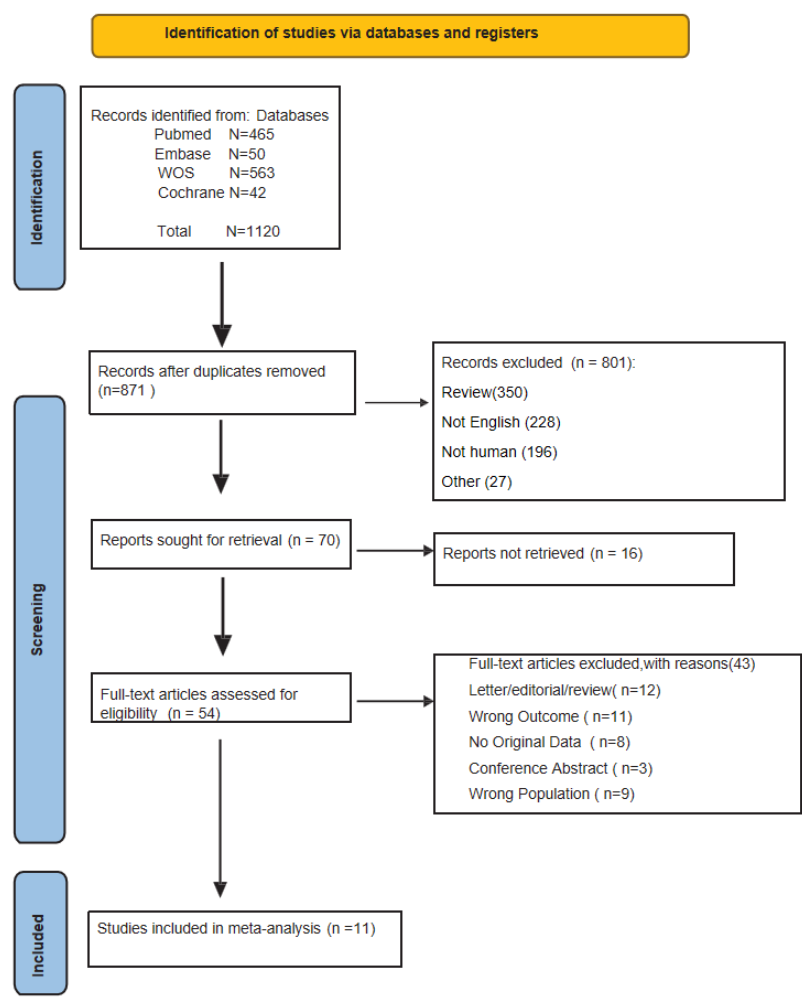 Identification of studies via databases and registers
Identification
Records identified from: Databases
Pubmed N=465
Embase N=50
WOS N=563
Cochrane N=42
Total N=1120
Records after duplicates removed
(n=871 )
Records excluded (n = 801):
Review(350)
Not English (228)
Not human (196)
Other (27)
Screening
Reports sought for retrieval (n = 70)
Reports not retrieved (n = 16)
Full-text articles assessed for
eligibility (n = 54)
Full-text articles excluded,with reasons(43)
Letter/editorial/review( n=12)
Wrong Outcome ( n=11)
No Original Data ( n=8)
Conference Abstract ( n=3)
Wrong Population ( n=9)
Included
Studies included in meta-analysis (n =11)